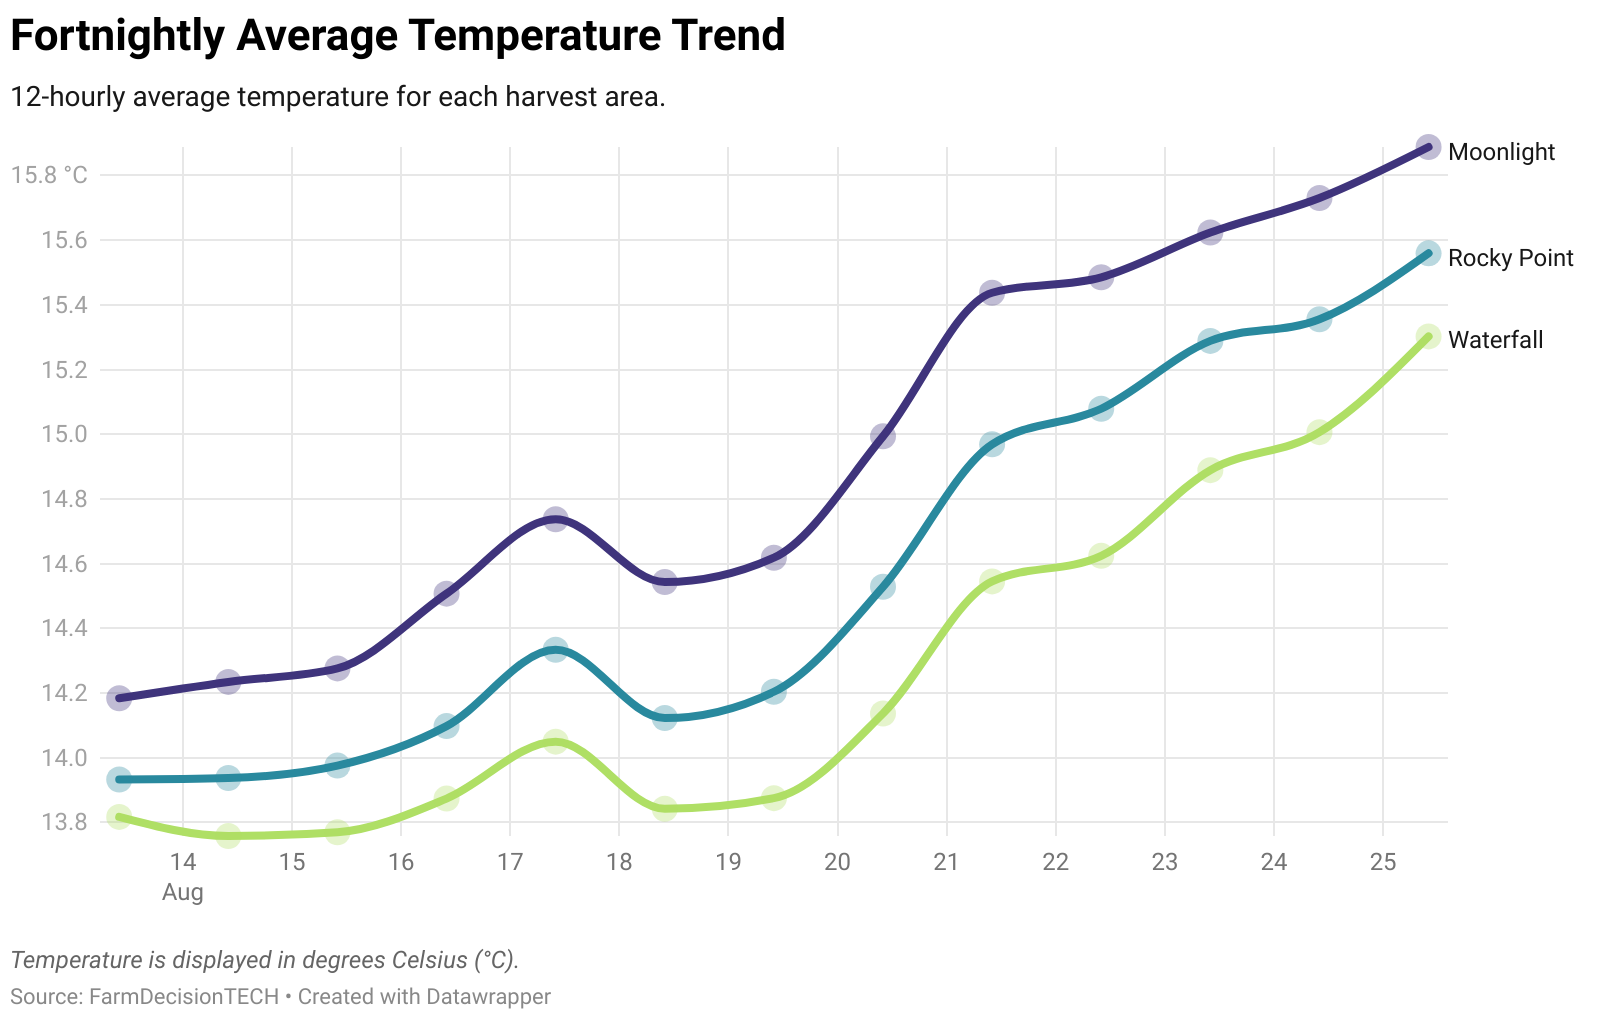 Fortnightly Average Temperature Trend
12-hourly average temperature for each harvest area.
Moonlight
15.8 °C
15.6
Rocky Point
15.4
Waterfall
15.2
15.0
14.8
14.6
14.4
14.2
14.0
13.8
14 15 16 17 18 19 20 21 22 23 24 25
Aug
Temperature is displayed in degrees Celsius (°C).
Source: FarmDecisionTECH • Created with Datawrapper